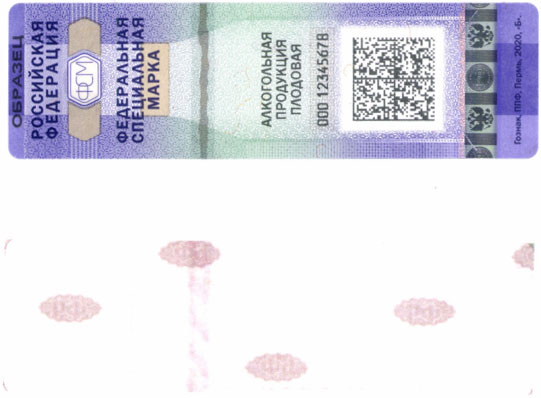 ОБРАЗЕЦ
РОССИЙСКАЯ
ФЕДЕРАЦИЯ
ФСМ
ФЕДЕРАЛЬНАЯ
СПЕЦИАЛЬНАЯ
МАРКА
АЛКОГОЛЬНАЯ
ПРОДУКЦИЯ
ПЛОДОВАЯ
000 12345678
Гознак, ППФ, Пермь, 2020, «Б».